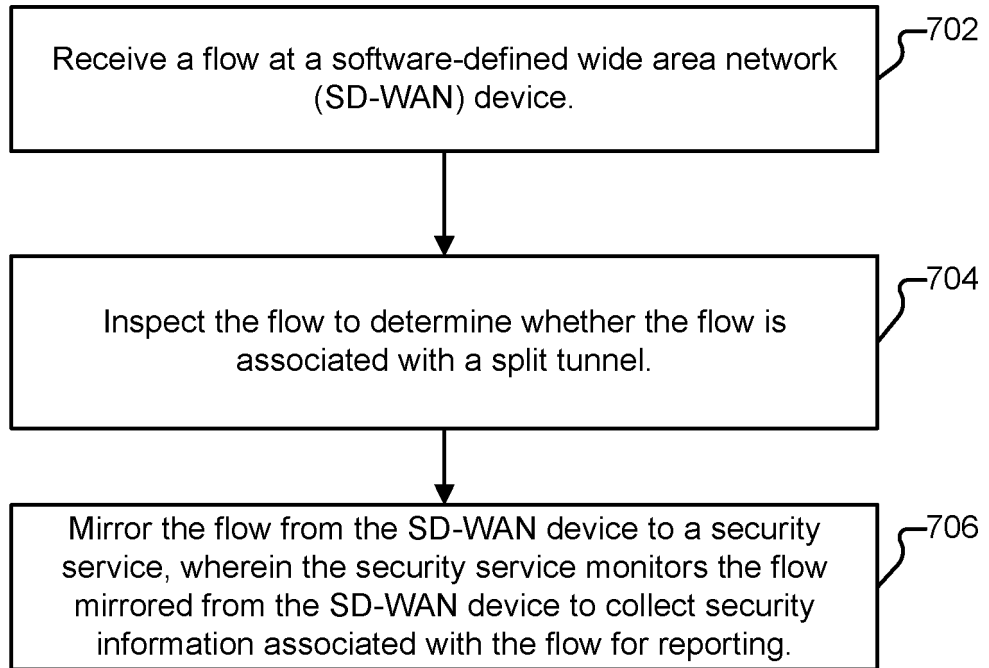 Receive a flow at a software-defined wide area network
(SD-WAN) device.
702
Inspect the flow to determine whether the flow is
associated with a split tunnel.
704
Mirror the flow from the SD-WAN device to a security
service, wherein the security service monitors the flow
mirrored from the SD-WAN device to collect security
information associated with the flow for reporting.
706